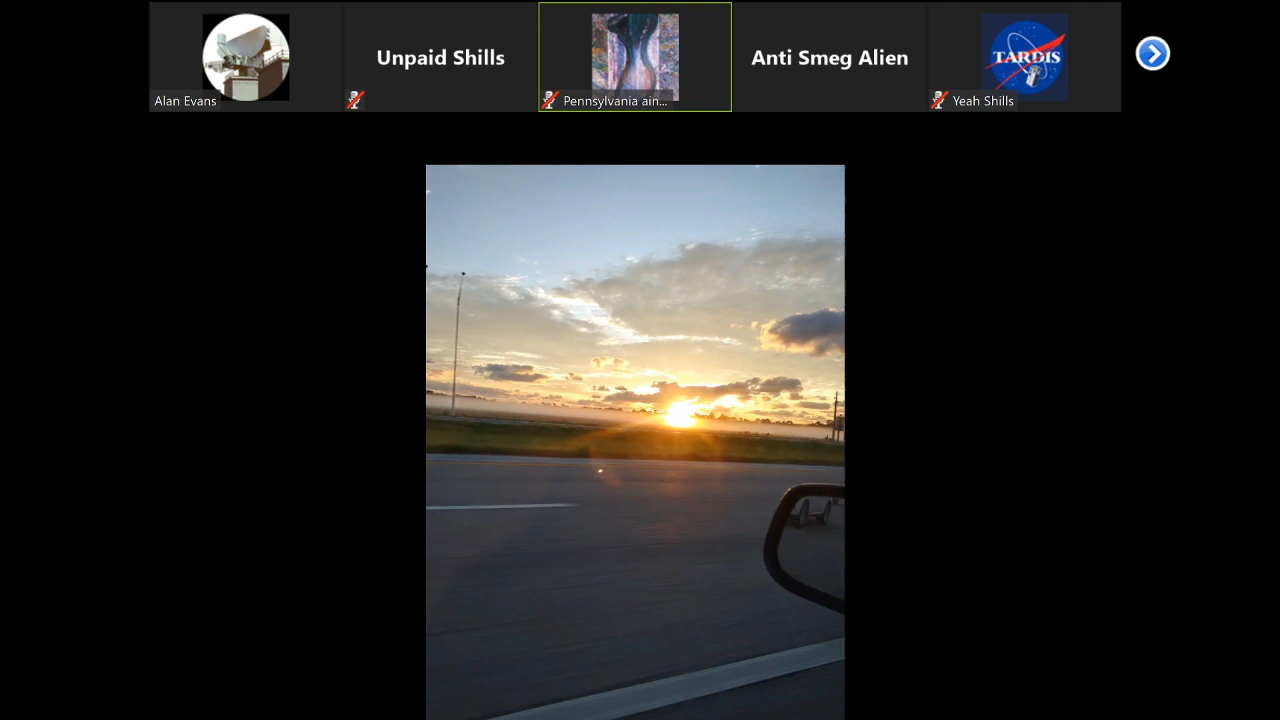 Alan Evans
Unpaid Shills
Pennsylvania ain...
Anti Smeg Alien
TARDIS
Yeah Shills